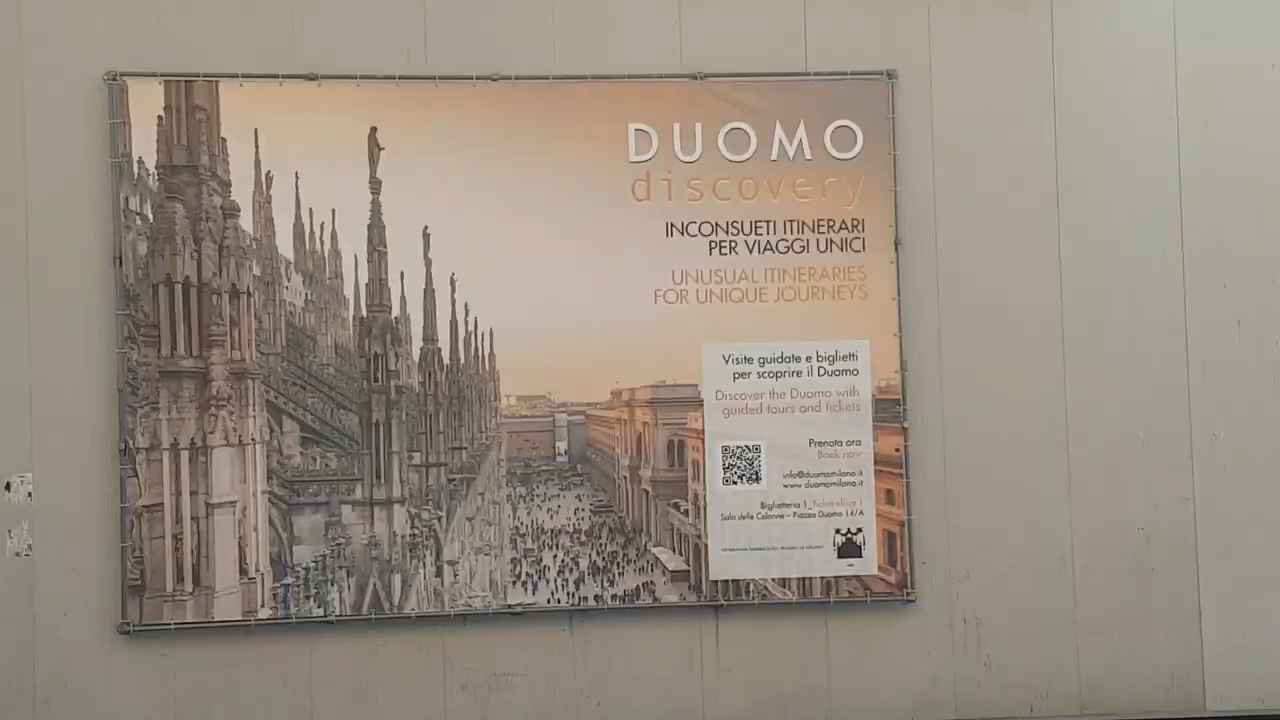 DUOMO
discovery
INCONSUETI ITINERARI
PER VIAGGI UNICI
UNUSUAL ITINERARIES
FOR UNIQUE JOURNEYS
Visite guidate e biglietti
per scoprire il Duomo
Discover the Duomo with
guided tours and tickets
Prenota ora
Book now
info@duomomilano.it
www.duomomilano.it
Biglietteria 1_Ticket office 1
Sala delle Colonne – Piazza Duomo 14/A